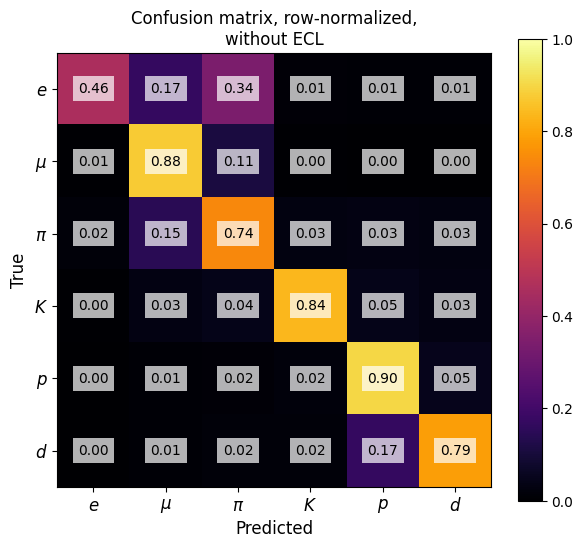 Confusion matrix, row-normalized,
without ECL
True
e 0.46 0.17 0.34 0.01 0.01 0.01
μ 0.01 0.88 0.11 0.00 0.00 0.00
π 0.02 0.15 0.74 0.03 0.03 0.03
K 0.00 0.03 0.04 0.84 0.05 0.03
p 0.00 0.01 0.02 0.02 0.90 0.05
d 0.00 0.01 0.02 0.02 0.17 0.79
e μ π K p d
Predicted
1.0
0.8
0.6
0.4
0.2
0.0